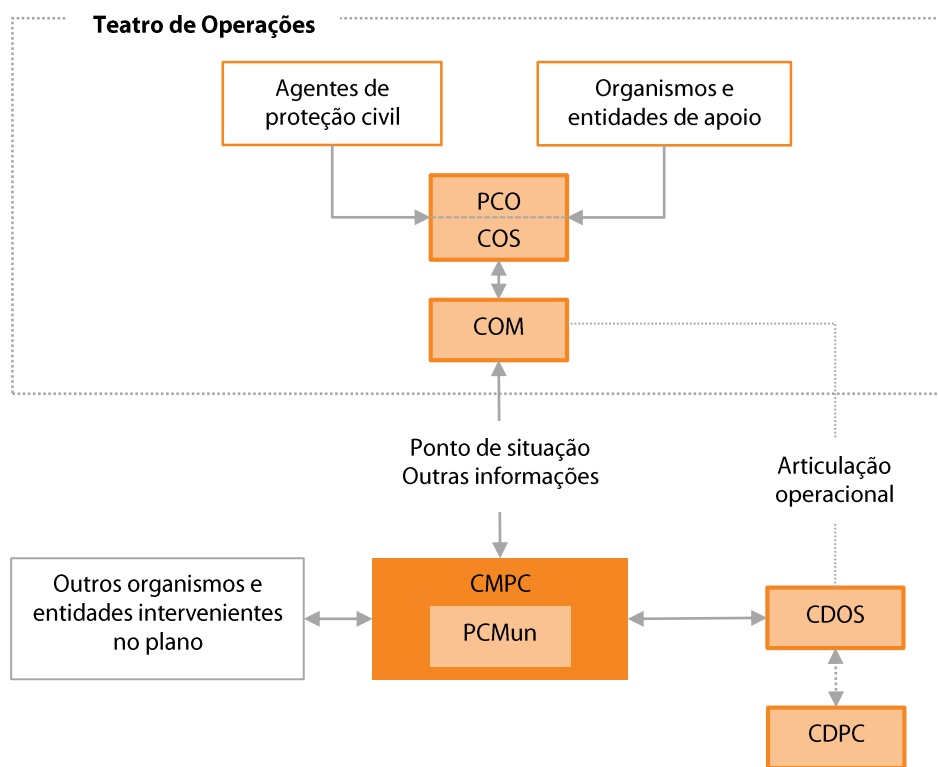 Teatro de Operações
Agentes de
proteção civil
Organismos e
entidades de apoio
PCO
COS
COM
Ponto de situação
Outras informações
Articulação
operacional
Outros organismos e
entidades intervenientes
no plano
CMPC
PCMun
CDOS
CDPC